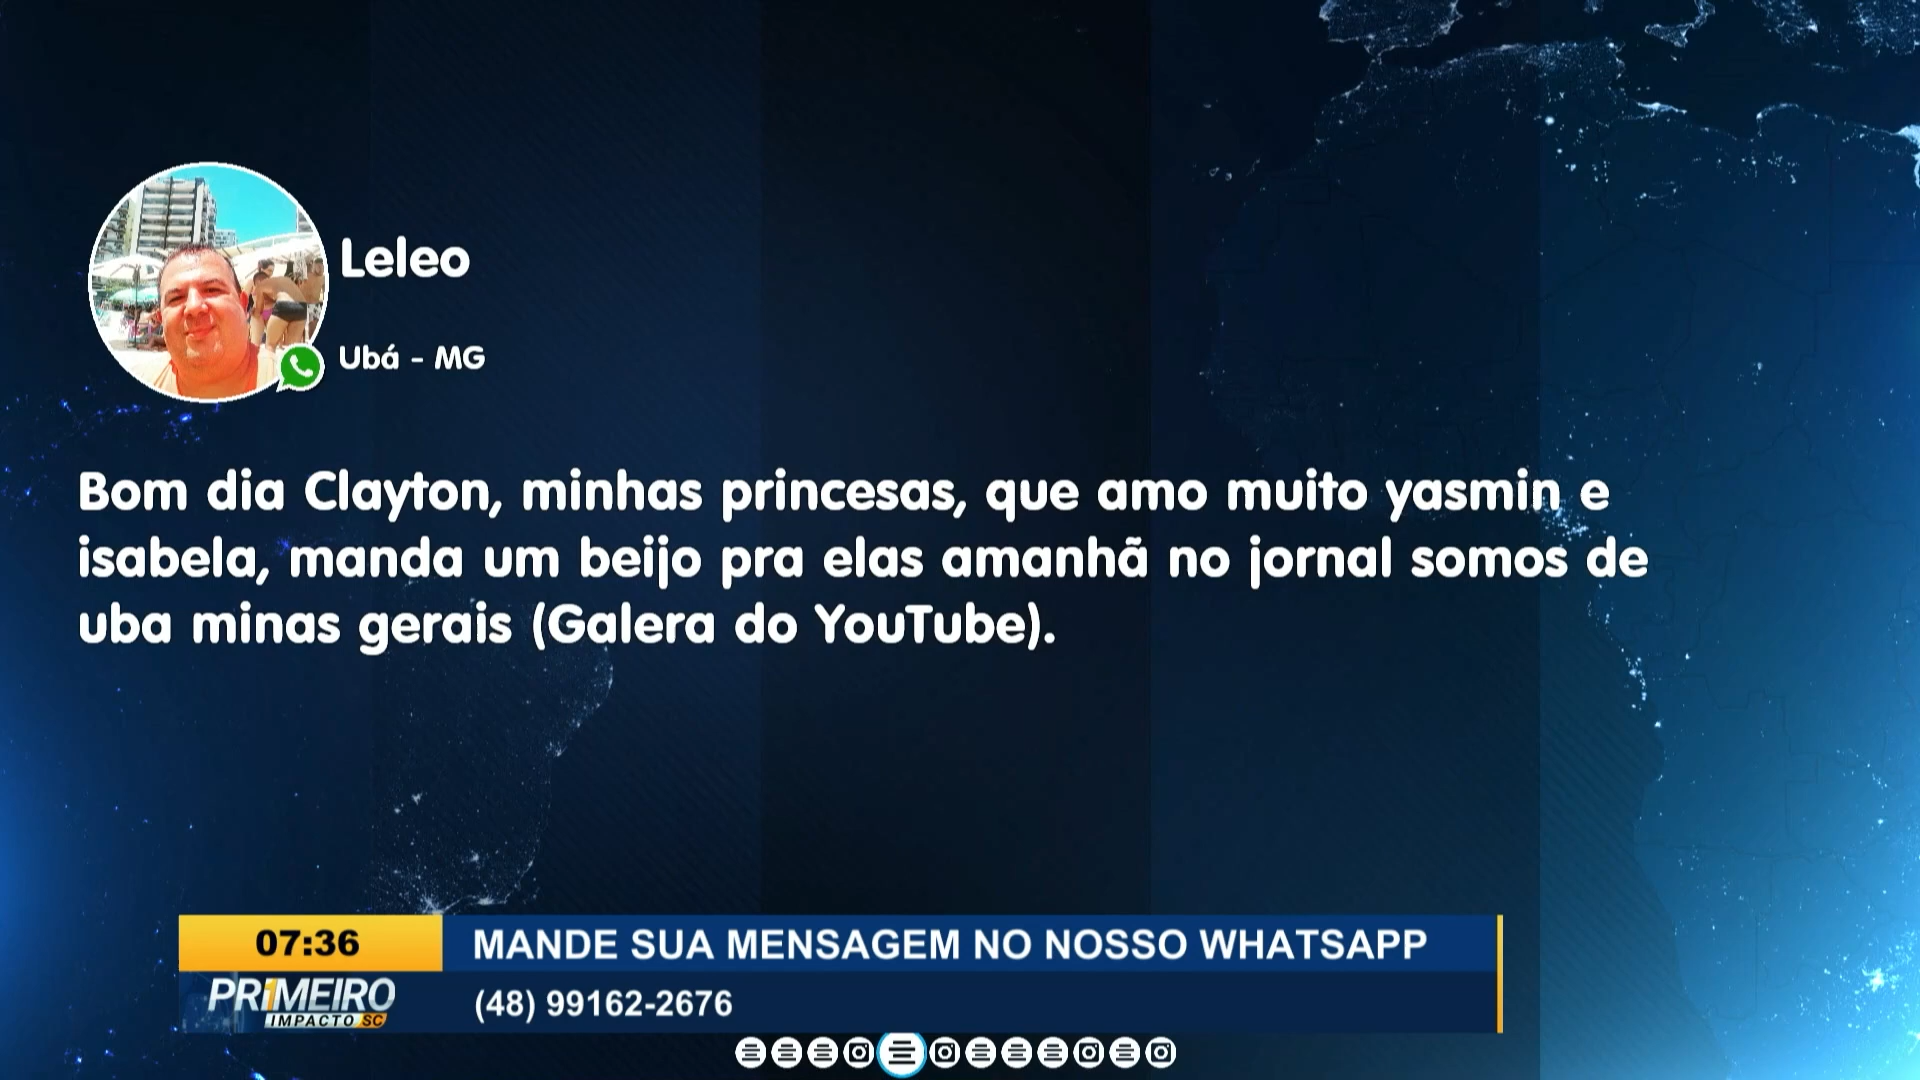 Leleo
Ubá - MG
Bom dia Clayton, minhas princesas, que amo muito yasmin e
isabela, manda um beijo pra elas amanhã no jornal somos de
uba minas gerais (Galera do YouTube).
07:36
MANDE SUA MENSAGEM NO NOSSO WHATSAPP
PR1MEIRO
IMPACTO SC
(48) 99162-2676